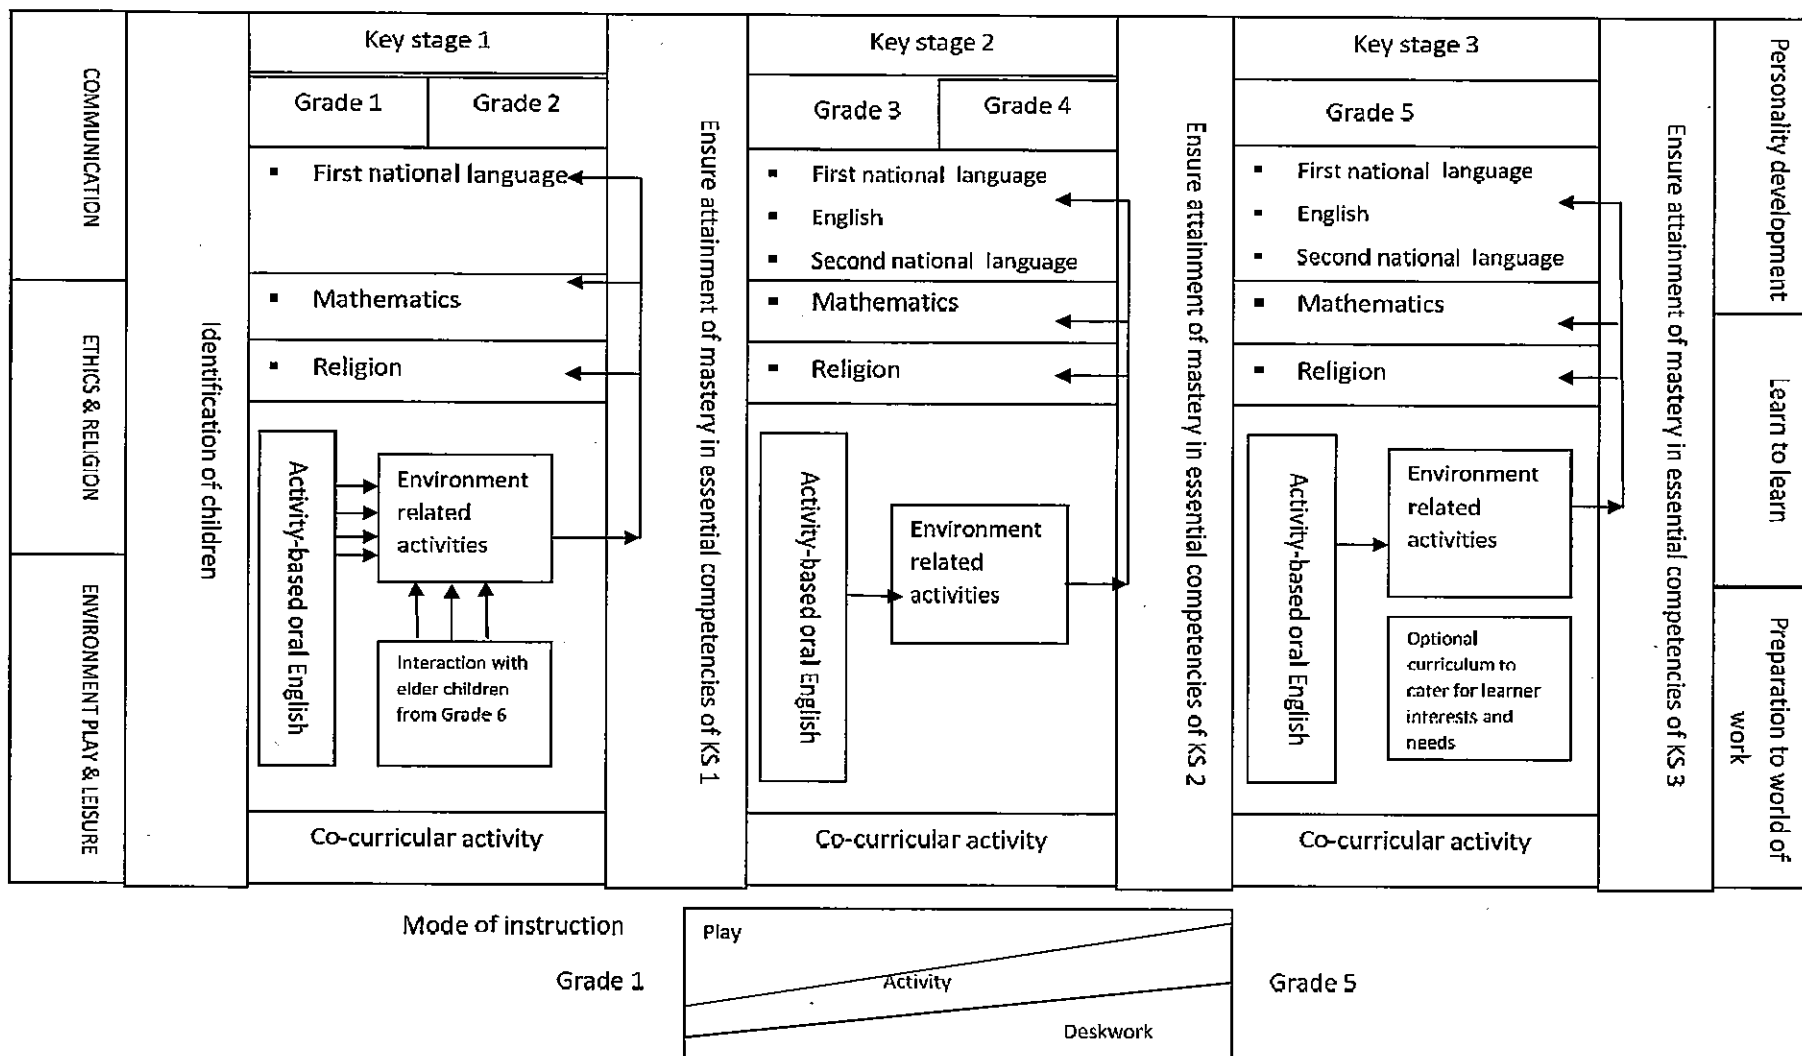 COMMUNICATION
ETHICS & RELIGION
ENVIRONMENT PLAY & LEISURE
Identification of children
Key stage 1
Grade 1
Grade 2
▪ First national language
▪ Mathematics
▪ Religion
Activity-based oral English
Environment
related
activities
Interaction with
elder children
from Grade 6
Co-curricular activity
Ensure attainment of mastery in essential competencies of KS 1
Key stage 2
Grade 3
Grade 4
▪ First national language
▪ English
▪ Second national language
▪ Mathematics
▪ Religion
Activity-based oral English
Environment
related
activities
Co-curricular activity
Ensure attainment of mastery in essential competencies of KS 2
Key stage 3
Grade 5
▪ First national language
▪ English
▪ Second national language
▪ Mathematics
▪ Religion
Activity-based oral English
Environment
related
activities
Optional
curriculum to
cater for learner
interests and
needs
Co-curricular activity
Ensure attainment of mastery in essential competencies of KS 3
Personality development
Learn to learn
Preparation to world of
work
Mode of instruction
Grade 1
Play
Activity
Deskwork
Grade 5